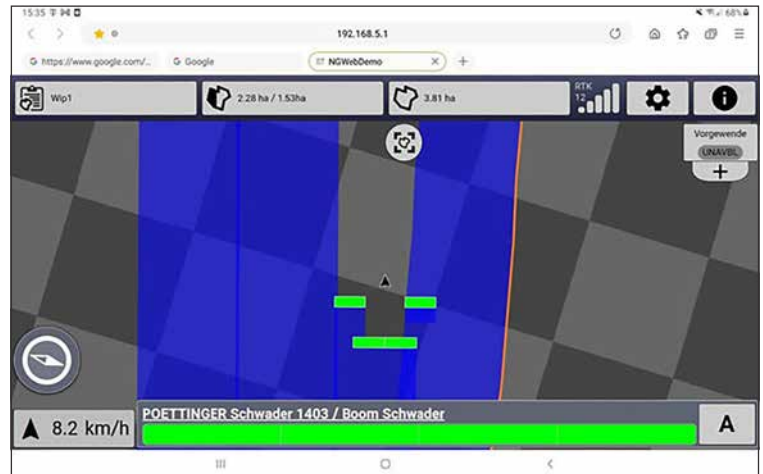 15:35
68%
192.168.5.1
G https://www.google.com/...
G Google
NGWebDemo
Wip1
2.28 ha / 1.53ha
3.81 ha
RTK
12
Vorgewende
UNAVBL
+
8.2 km/h
POETTINGER Schwader 1403 / Boom Schwader
A